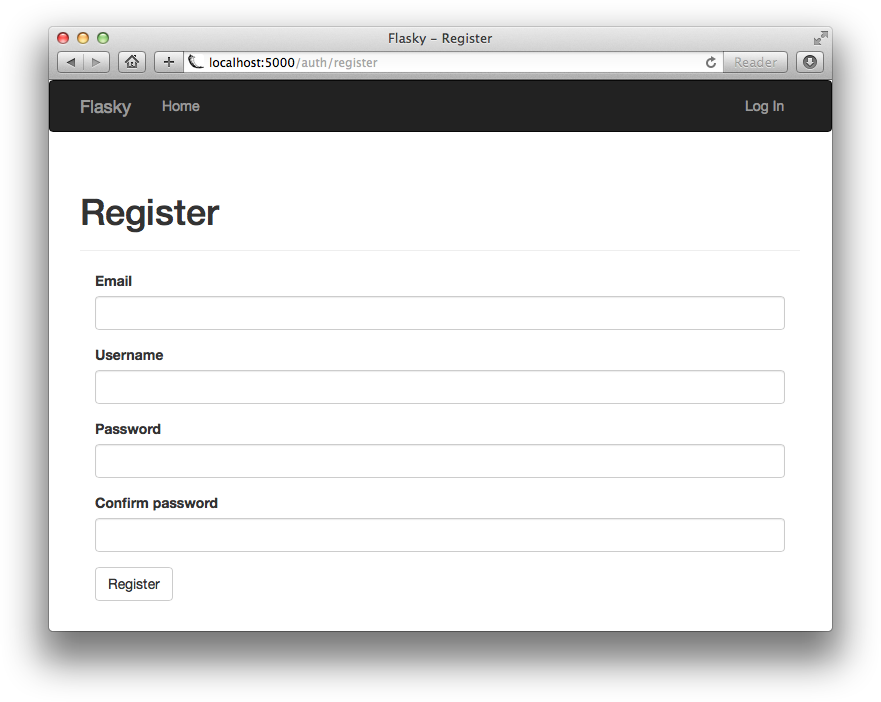 Flasky – Register
localhost:5000/auth/register
Reader
Flasky Home Log In
Register
Email
Username
Password
Confirm password
Register